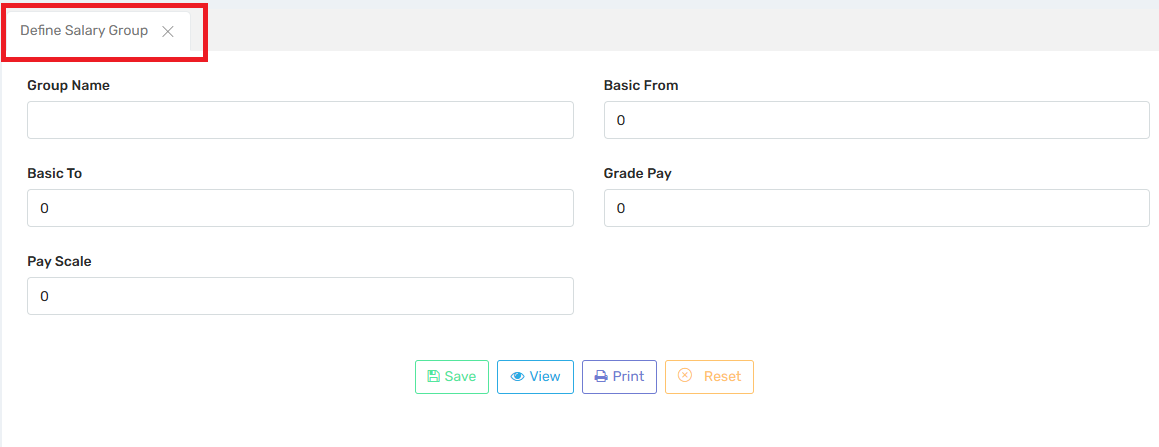 Define Salary Group
Group Name
Basic From
0
Basic To
Grade Pay
0
0
Pay Scale
0
Save View Print Reset